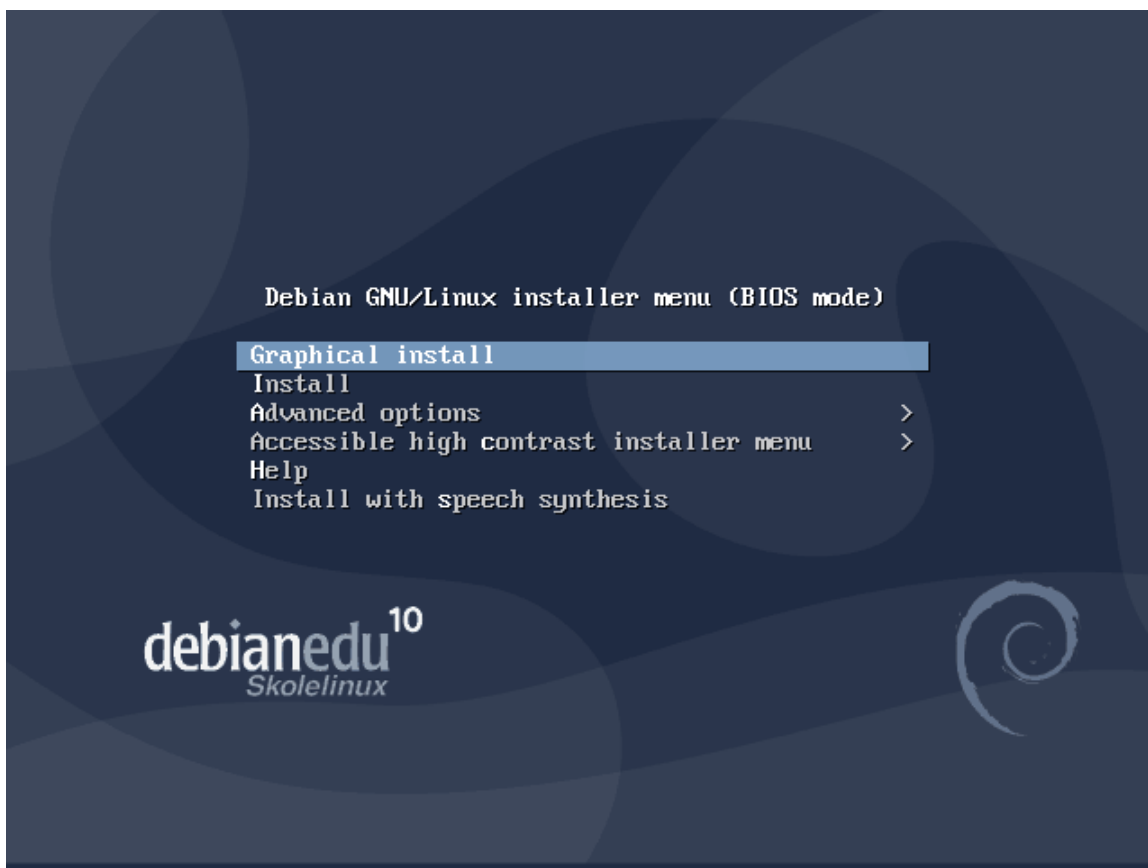 Debian GNU/Linux installer menu (BIOS mode)
Graphical install
Install
Advanced options >
Accessible high contrast installer menu >
Help
Install with speech synthesis
debianedu 10
Skolelinux